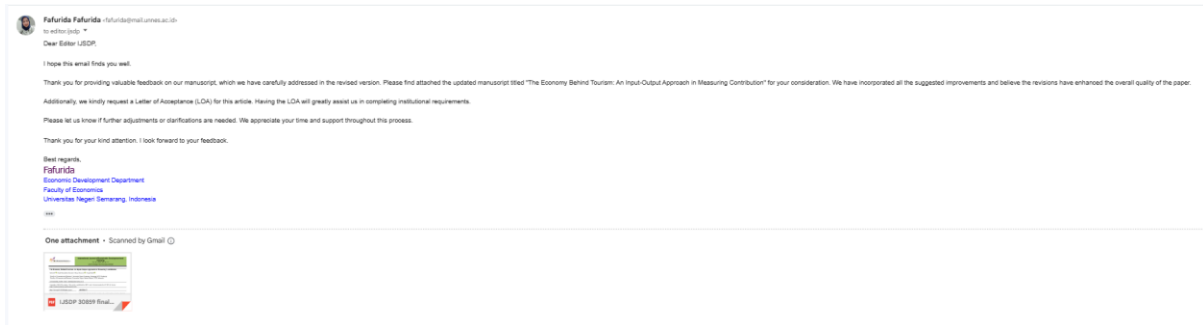 Fafurida Fafurida <fafurida@mail.unnes.ac.id>
to editor.ijsdp
Dear Editor IJSDP,
I hope this email finds you well.
Thank you for providing valuable feedback on our manuscript, which we have carefully addressed in the revised version. Please find attached the updated manuscript titled "The Economy Behind Tourism: An Input-Output Approach in Measuring Contribution" for your consideration. We have incorporated all the suggested improvements and believe the revisions have enhanced the overall quality of the paper.
Additionally, we kindly request a Letter of Acceptance (LOA) for this article. Having the LOA will greatly assist us in completing institutional requirements.
Please let us know if further adjustments or clarifications are needed. We appreciate your time and support throughout this process.
Thank you for your kind attention. I look forward to your feedback.
Best regards,
Fafurida
Economic Development Department
Faculty of Economics
Universitas Negeri Semarang, Indonesia
One attachment • Scanned by Gmail
IJSDP 30859 final...